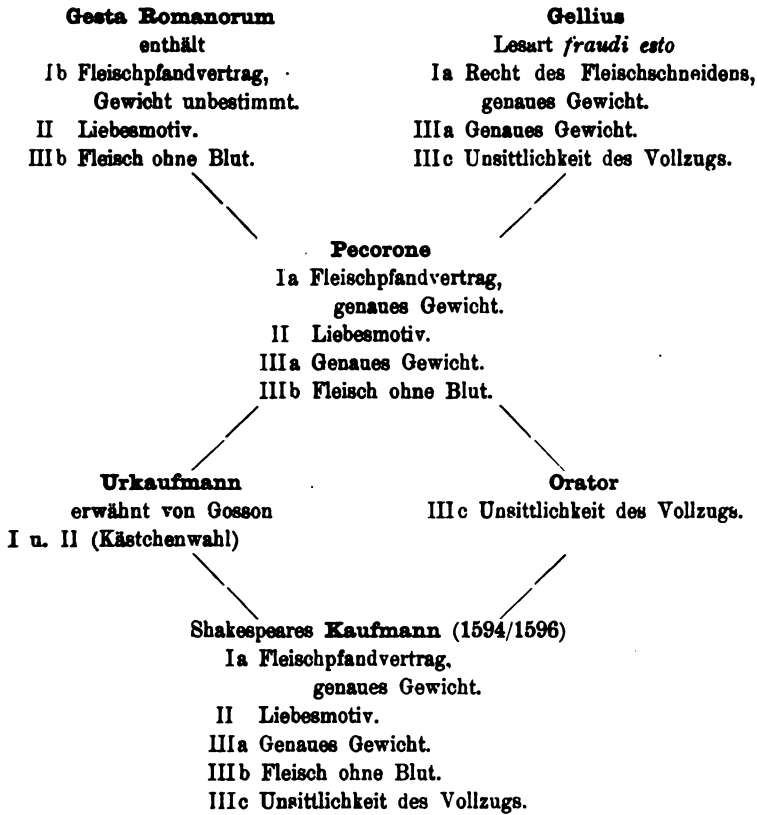 Gesta Romanorum
enthält
Ib Fleischpfandvertrag,
Gewicht unbestimmt.
II Liebesmotiv.
IIIb Fleisch ohne Blut.
Gellius
Lesart fraudi esto
Ia Recht des Fleischschneidens,
genaues Gewicht.
IIIa Genaues Gewicht.
IIIc Unsittlichkeit des Vollzugs.
Pecorone
Ia Fleischpfandvertrag,
genaues Gewicht.
II Liebesmotiv.
IIIa Genaues Gewicht.
IIIb Fleisch ohne Blut.
Urkaufmann
erwähnt von Gosson
I u. II (Kästchenwahl)
Orator
IIIc Unsittlichkeit des Vollzugs.
Shakespeares Kaufmann (1594/1596)
Ia Fleischpfandvertrag,
genaues Gewicht.
II Liebesmotiv.
IIIa Genaues Gewicht.
IIIb Fleisch ohne Blut.
IIIc Unsittlichkeit des Vollzugs.